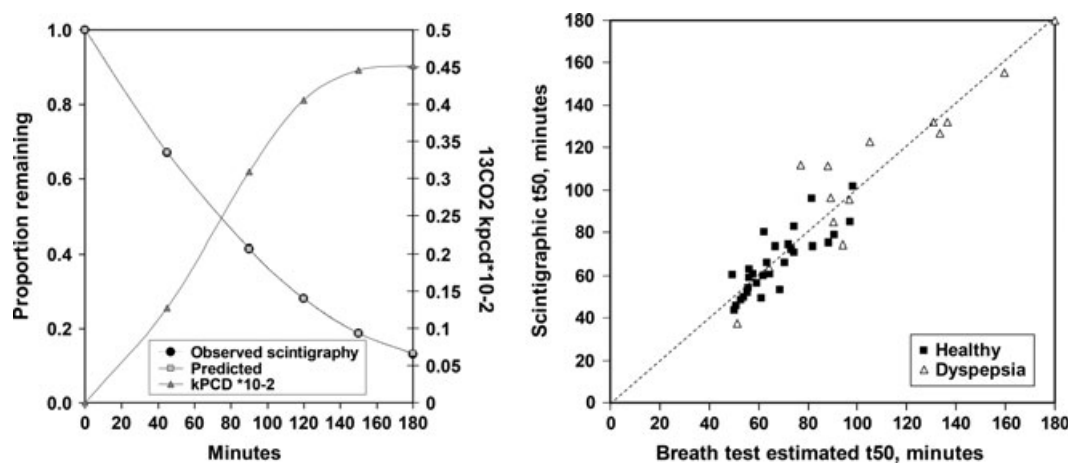 1.0
0.8
0.6
0.4
0.2
0.0
Proportion remaining
0.5
0.45
0.4
0.35
0.3
0.25
0.2
0.15
0.1
0.05
0
13CO2 kpcd*10-2
Observed scintigraphy
Predicted
kPCD *10-2
0 20 40 60 80 100 120 140 160 180
Minutes
180
160
140
120
100
80
60
40
20
0
Scintigraphic t50, minutes
Healthy
Dyspepsia
0 20 40 60 80 100 120 140 160 180
Breath test estimated t50, minutes